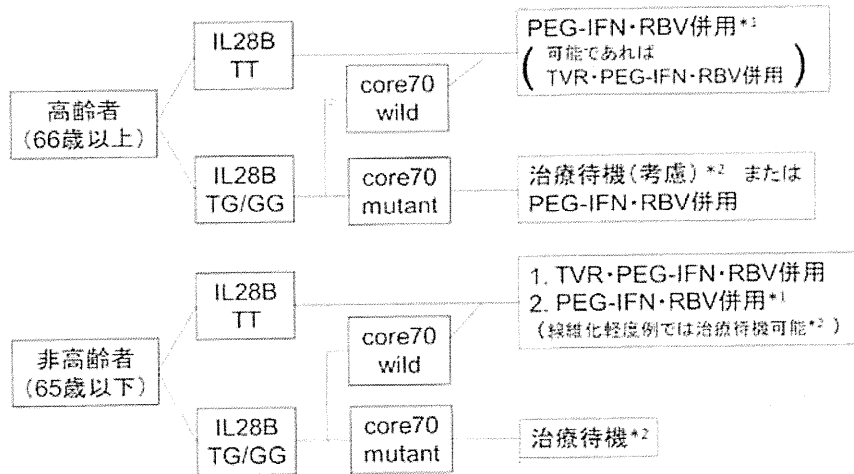 高齢者
(66歳以上)
IL28B
TT
IL28B
TG/GG
core70
wild
core70
mutant
PEG-IFN・RBV併用*1
(可能であれば
TVR・PEG-IFN・RBV併用)
治療待機(考慮)*2 または
PEG-IFN・RBV併用
非高齢者
(65歳以下)
IL28B
TT
IL28B
TG/GG
core70
wild
core70
mutant
1. TVR・PEG-IFN・RBV併用
2. PEG-IFN・RBV併用*1
(線維化軽度例では治療待機可能*2)
治療待機*2